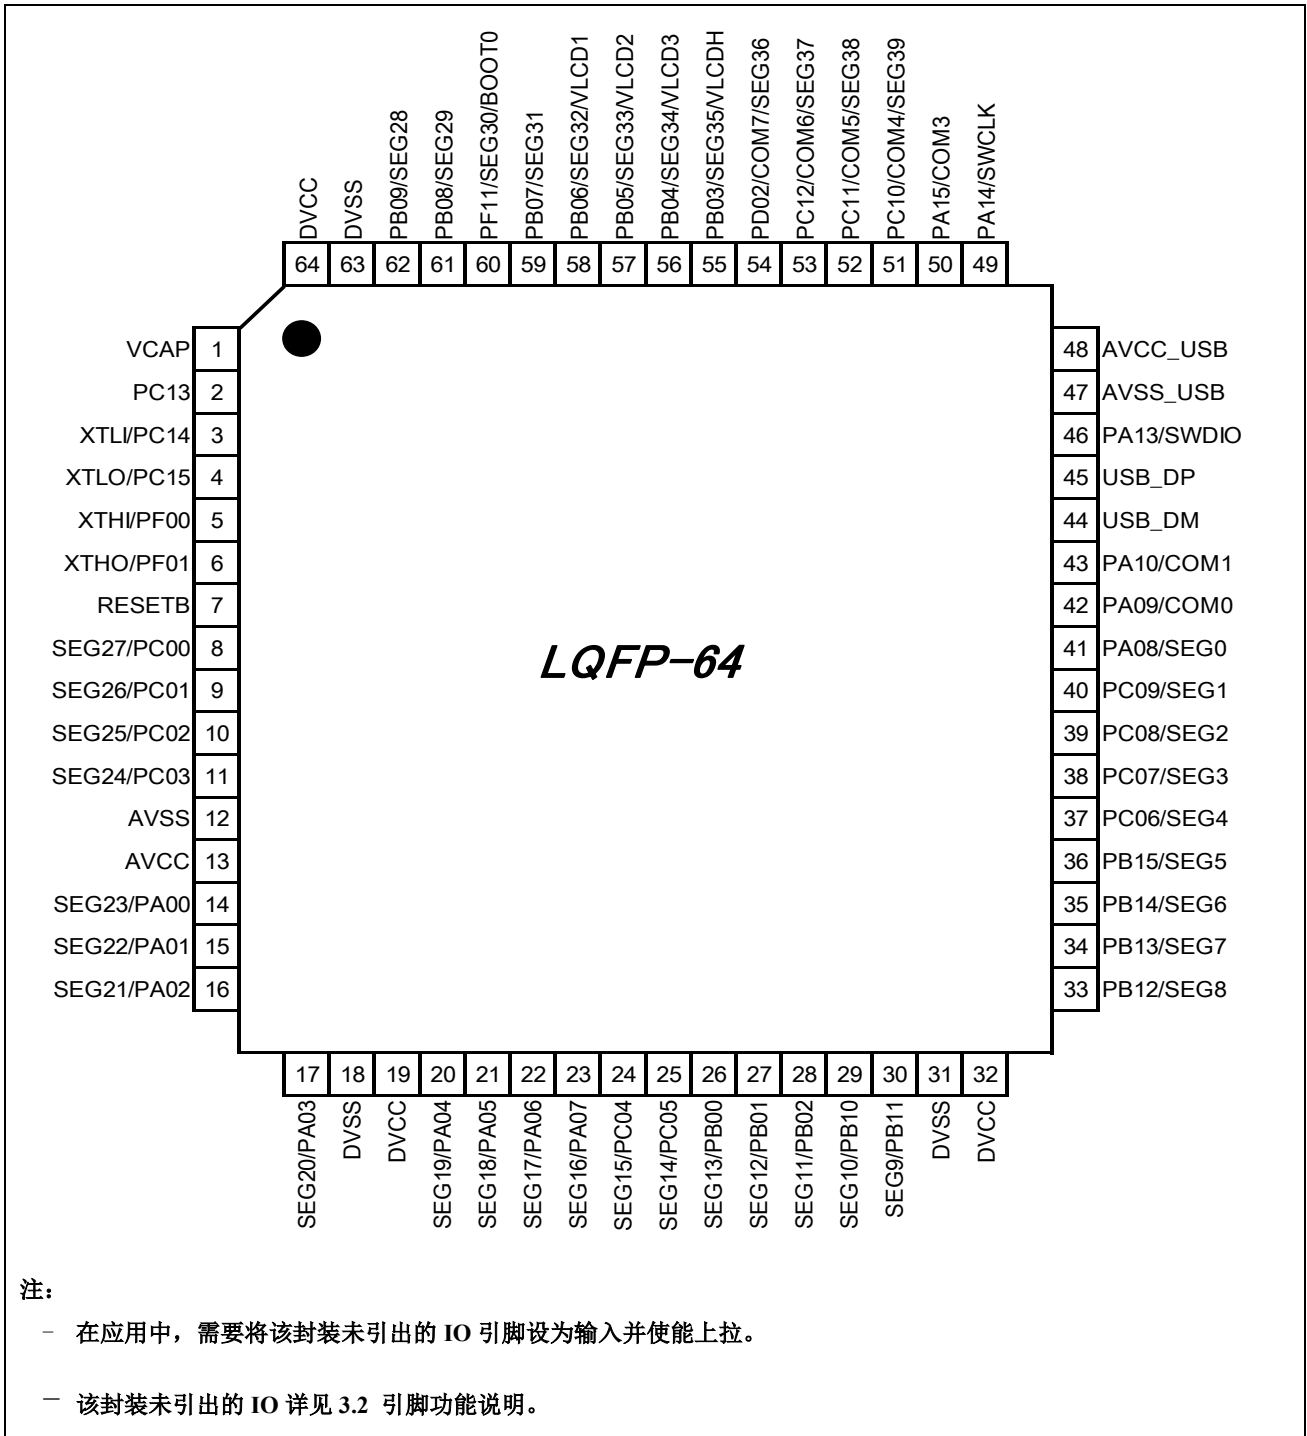 DVCC
DVSS
PB09/SEG28
PB08/SEG29
PF11/SEG30/BOOT0
PB07/SEG31
PB06/SEG32/VLCD1
PB05/SEG33/VLCD2
PB04/SEG34/VLCD3
PB03/SEG35/VLCDH
PD02/COM7/SEG36
PC12/COM6/SEG37
PC11/COM5/SEG38
PC10/COM4/SEG39
PA15/COM3
PA14/SWCLK
64 63 62 61 60 59 58 57 56 55 54 53 52 51 50 49
VCAP 1
PC13 2
XTLI/PC14 3
XTLO/PC15 4
XTHI/PF00 5
XTHO/PF01 6
RESETB 7
SEG27/PC00 8
SEG26/PC01 9
SEG25/PC02 10
SEG24/PC03 11
AVSS 12
AVCC 13
SEG23/PA00 14
SEG22/PA01 15
SEG21/PA02 16
LQFP-64
48 AVCC_USB
47 AVSS_USB
46 PA13/SWDIO
45 USB_DP
44 USB_DM
43 PA10/COM1
42 PA09/COM0
41 PA08/SEG0
40 PC09/SEG1
39 PC08/SEG2
38 PC07/SEG3
37 PC06/SEG4
36 PB15/SEG5
35 PB14/SEG6
34 PB13/SEG7
33 PB12/SEG8
17 18 19 20 21 22 23 24 25 26 27 28 29 30 31 32
SEG20/PA03
DVSS
DVCC
SEG19/PA04
SEG18/PA05
SEG17/PA06
SEG16/PA07
SEG15/PC04
SEG14/PC05
SEG13/PB00
SEG12/PB01
SEG11/PB02
SEG10/PB10
SEG9/PB11
DVSS
DVCC
注：
– 在应用中，需要将该封装未引出的 IO 引脚设为输入并使能上拉。
– 该封装未引出的 IO 详见 3.2 引脚功能说明。